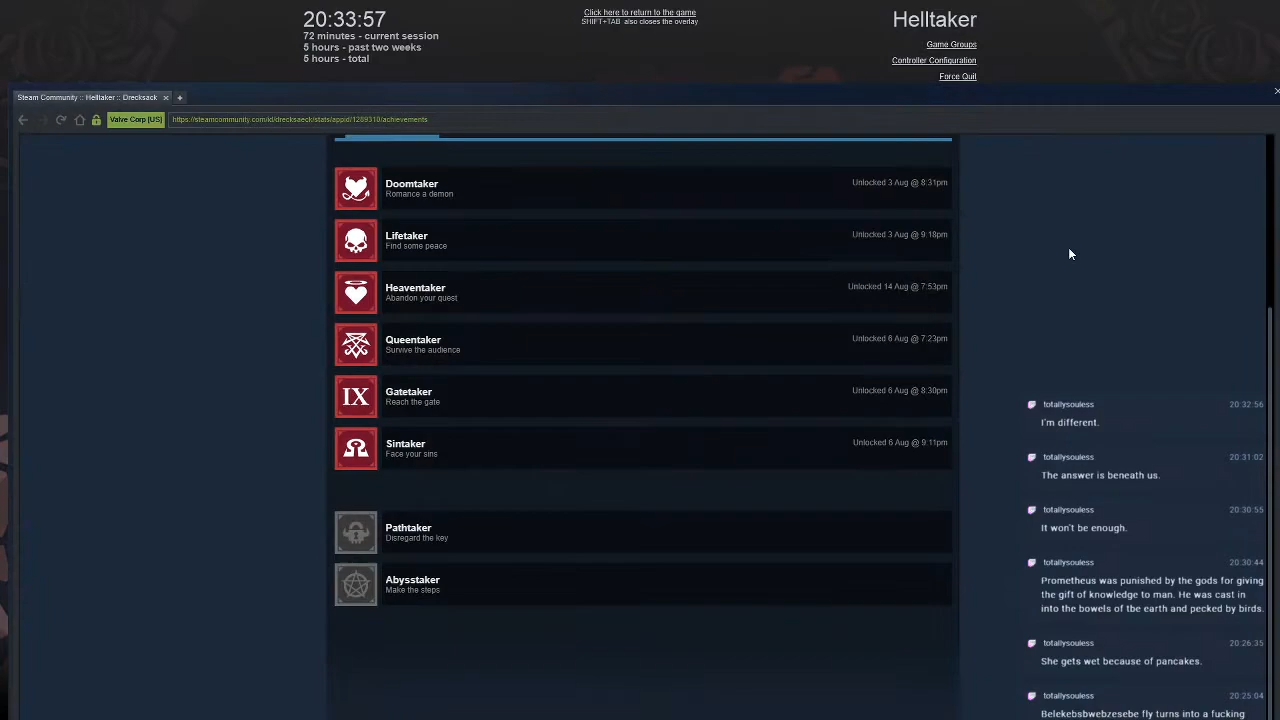 20:33:57
72 minutes - current session
5 hours - past two weeks
5 hours - total
Click here to return to the game
SHIFT+TAB also closes the overlay
Helltaker
Game Groups
Controller Configuration
Force Quit
Steam Community :: Helltaker :: Drecksack
Valve Corp [US]
https://steamcommunity.com/id/drecksaeck/stats/appid/1289310/achievements
Doomtaker
Romance a demon
Unlocked 3 Aug @ 8:31pm
Lifetaker
Find some peace
Unlocked 3 Aug @ 9:18pm
Heaventaker
Abandon your quest
Unlocked 14 Aug @ 7:53pm
Queentaker
Survive the audience
Unlocked 6 Aug @ 7:23pm
IX
Gatetaker
Reach the gate
Unlocked 6 Aug @ 8:30pm
Sintaker
Face your sins
Unlocked 6 Aug @ 9:11pm
Pathtaker
Disregard the key
Abysstaker
Make the steps
totallysouless 20:32:56
I'm different.
totallysouless 20:31:02
The answer is beneath us.
totallysouless 20:30:55
It won't be enough.
totallysouless 20:30:44
Prometheus was punished by the gods for giving
the gift of knowledge to man. He was cast in
into the bowels of tbe earth and pecked by birds.
totallysouless 20:26:35
She gets wet because of pancakes.
totallysouless 20:25:04
Belekebsbwebzesebe fly turns into a fucking